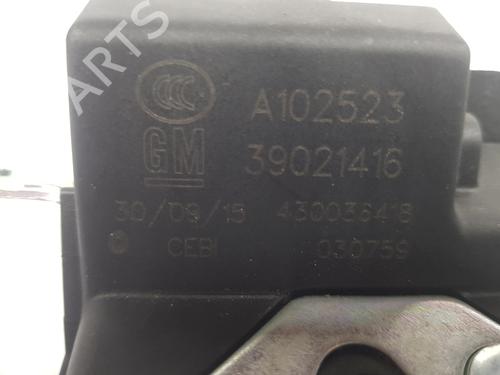 ARTS
CCC A102523
GM 39021416
30/09/15 430036418
CEBI 030759